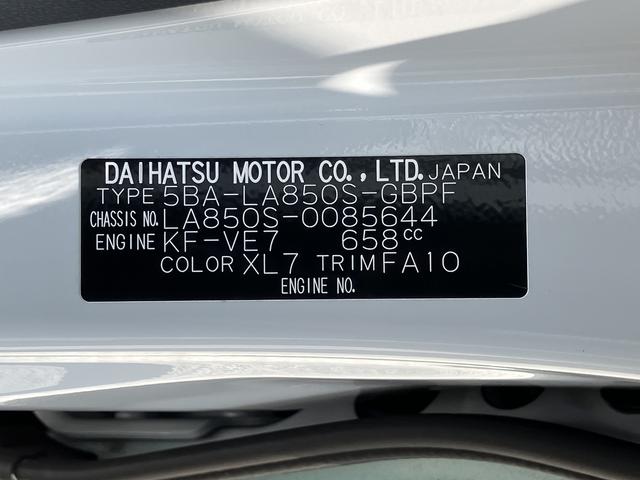 DAIHATSU MOTOR CO.,LTD. JAPAN
TYPE 5BA-LA850S-GBPF
CHASSIS NO. LA850S-0085644
ENGINE KF-VE7 658cc
COLOR XL7 TRIM FA10
ENGINE NO.